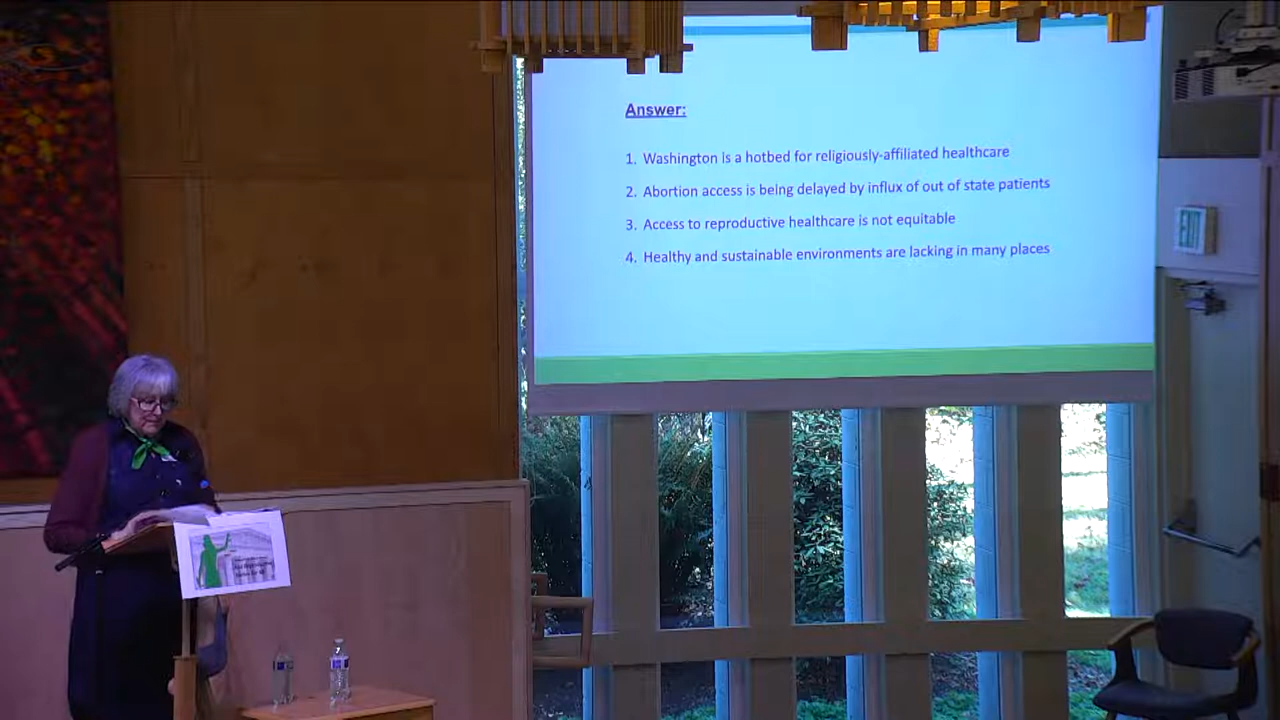 Answer:
1. Washington is a hotbed for religiously-affiliated healthcare
2. Abortion access is being delayed by influx of out of state patients
3. Access to reproductive healthcare is not equitable
4. Healthy and sustainable environments are lacking in many places
EXIT